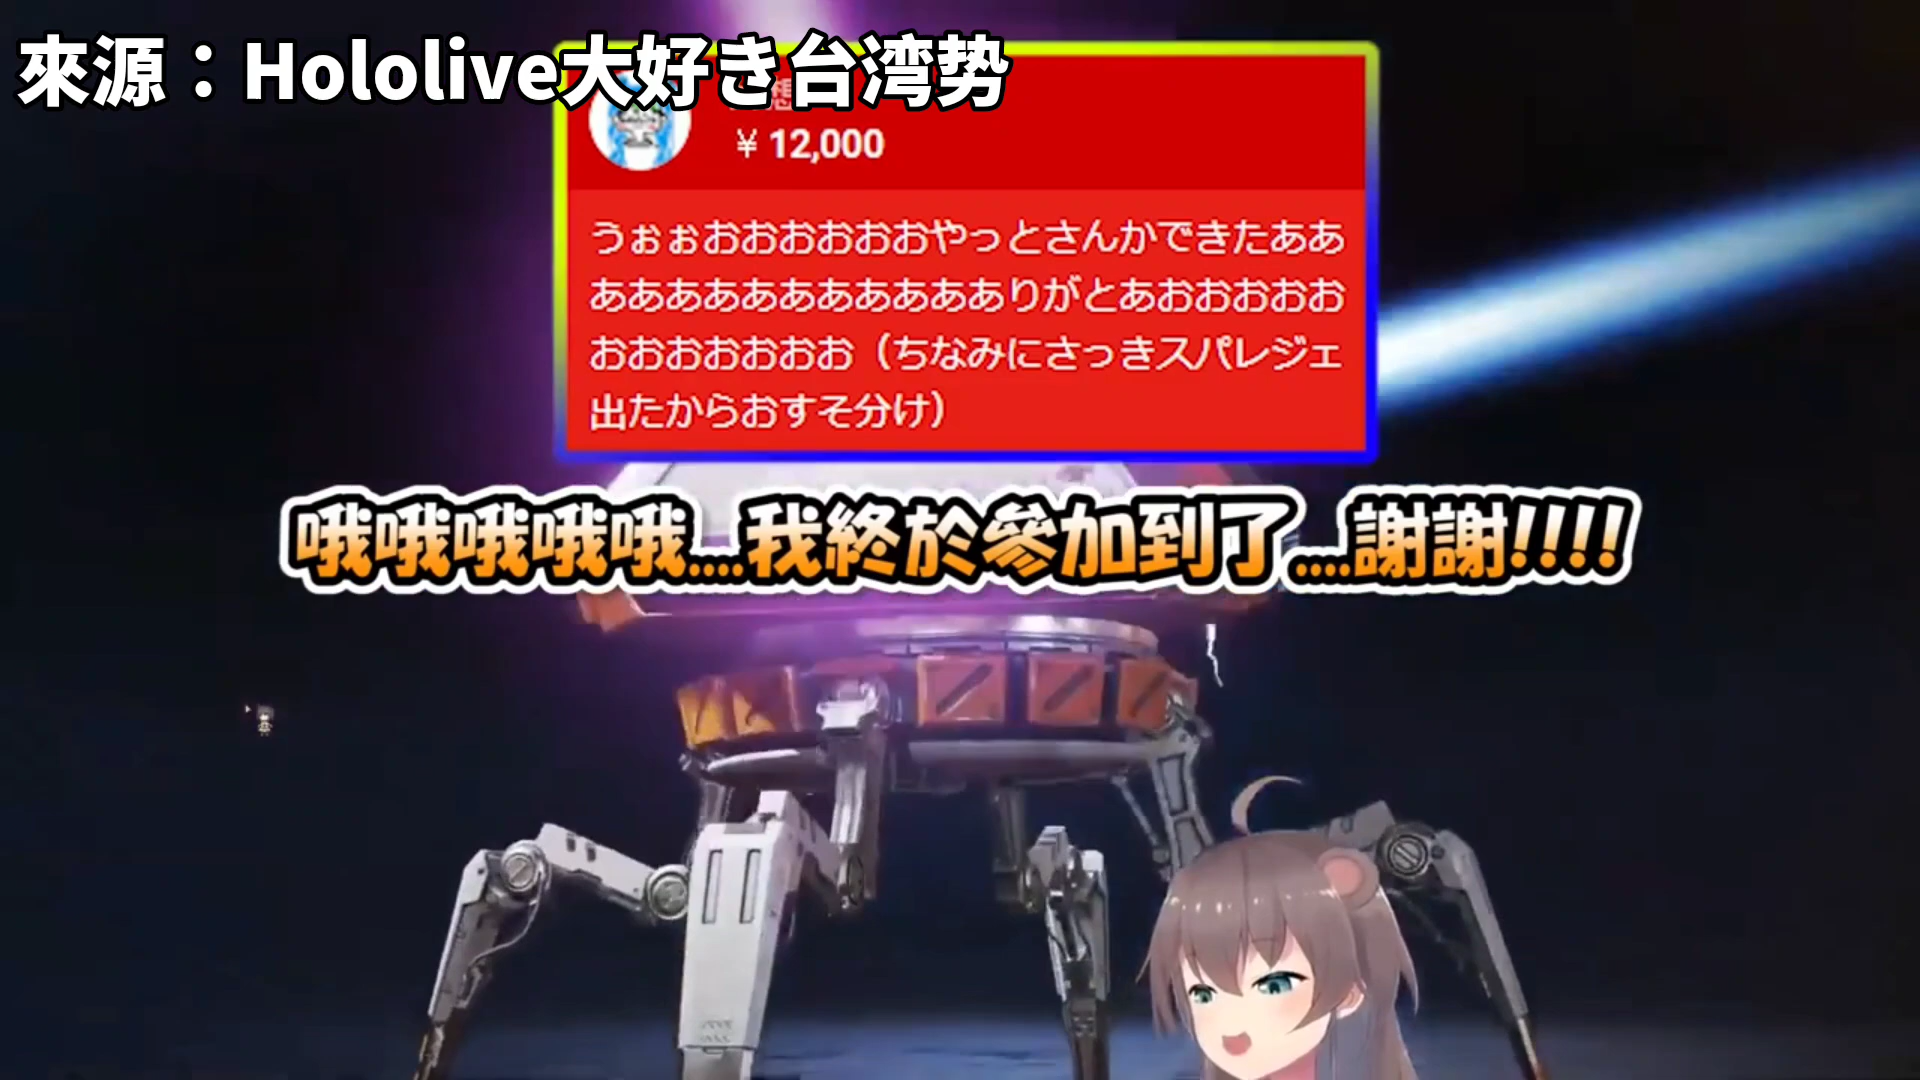 來源：Hololive大好き台湾势
￥12,000
うぉぉおおおおおおやっとさんかできたああ
あああああああああああありがとあおおおおお
おおおおおおお（ちなみにさっきスパレジェ
出たからおすそ分け）
哦哦哦哦哦....我終於參加到了....謝謝!!!!